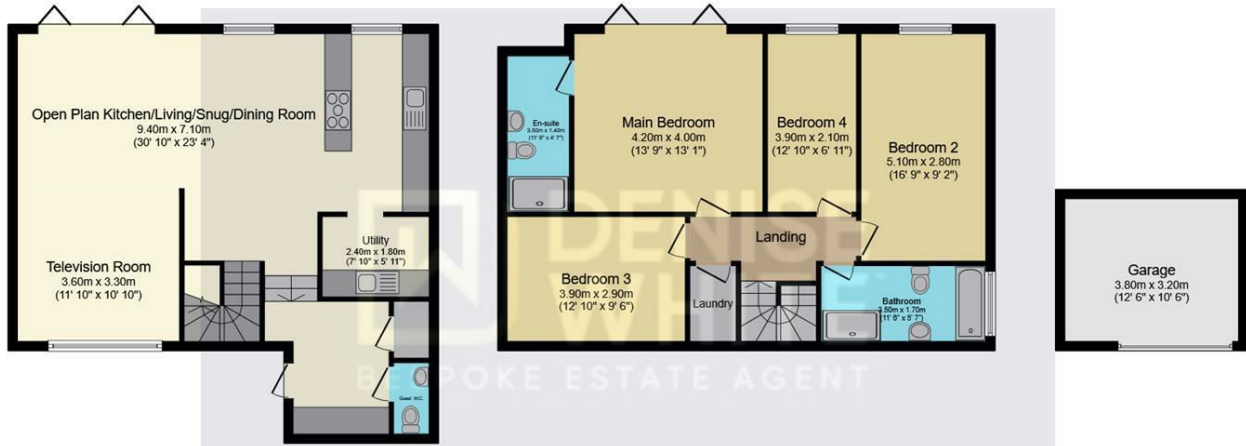 Open Plan Kitchen/Living/Snug/Dining Room
9.40m x 7.10m
(30' 10" x 23' 4")
Television Room
3.60m x 3.30m
(11' 10" x 10' 10")
Utility
2.40m x 1.80m
(7' 10" x 5' 11")
Guest W.C.
En-suite
3.50m x 1.40m
(11' 6" x 4' 7")
Main Bedroom
4.20m x 4.00m
(13' 9" x 13' 1")
Bedroom 4
3.90m x 2.10m
(12' 10" x 6' 11")
Bedroom 2
5.10m x 2.80m
(16' 9" x 9' 2")
Landing
Bedroom 3
3.90m x 2.90m
(12' 10" x 9' 6")
Laundry
Bathroom
3.50m x 1.70m
(11' 6" x 5' 7")
Garage
3.80m x 3.20m
(12' 6" x 10' 6")
DENISE
WHITE
BESPOKE ESTATE AGENT